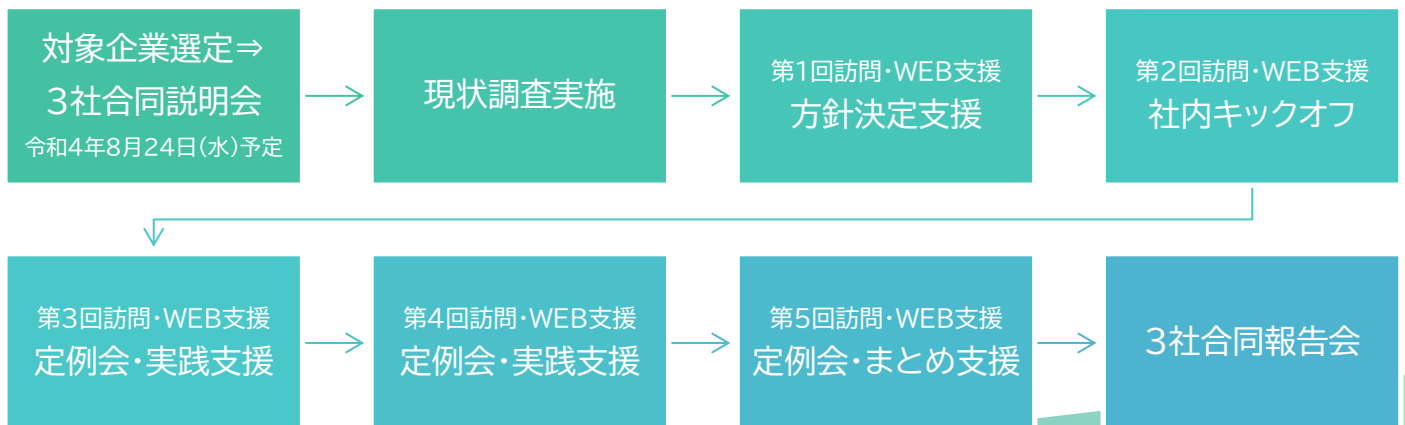 対象企業選定⇒
3社合同説明会
令和4年8月24日(水)予定
現状調査実施
第1回訪問・WEB支援
方針決定支援
第2回訪問・WEB支援
社内キックオフ
第3回訪問・WEB支援
定例会・実践支援
第4回訪問・WEB支援
定例会・実践支援
第5回訪問・WEB支援
定例会・まとめ支援
3社合同報告会